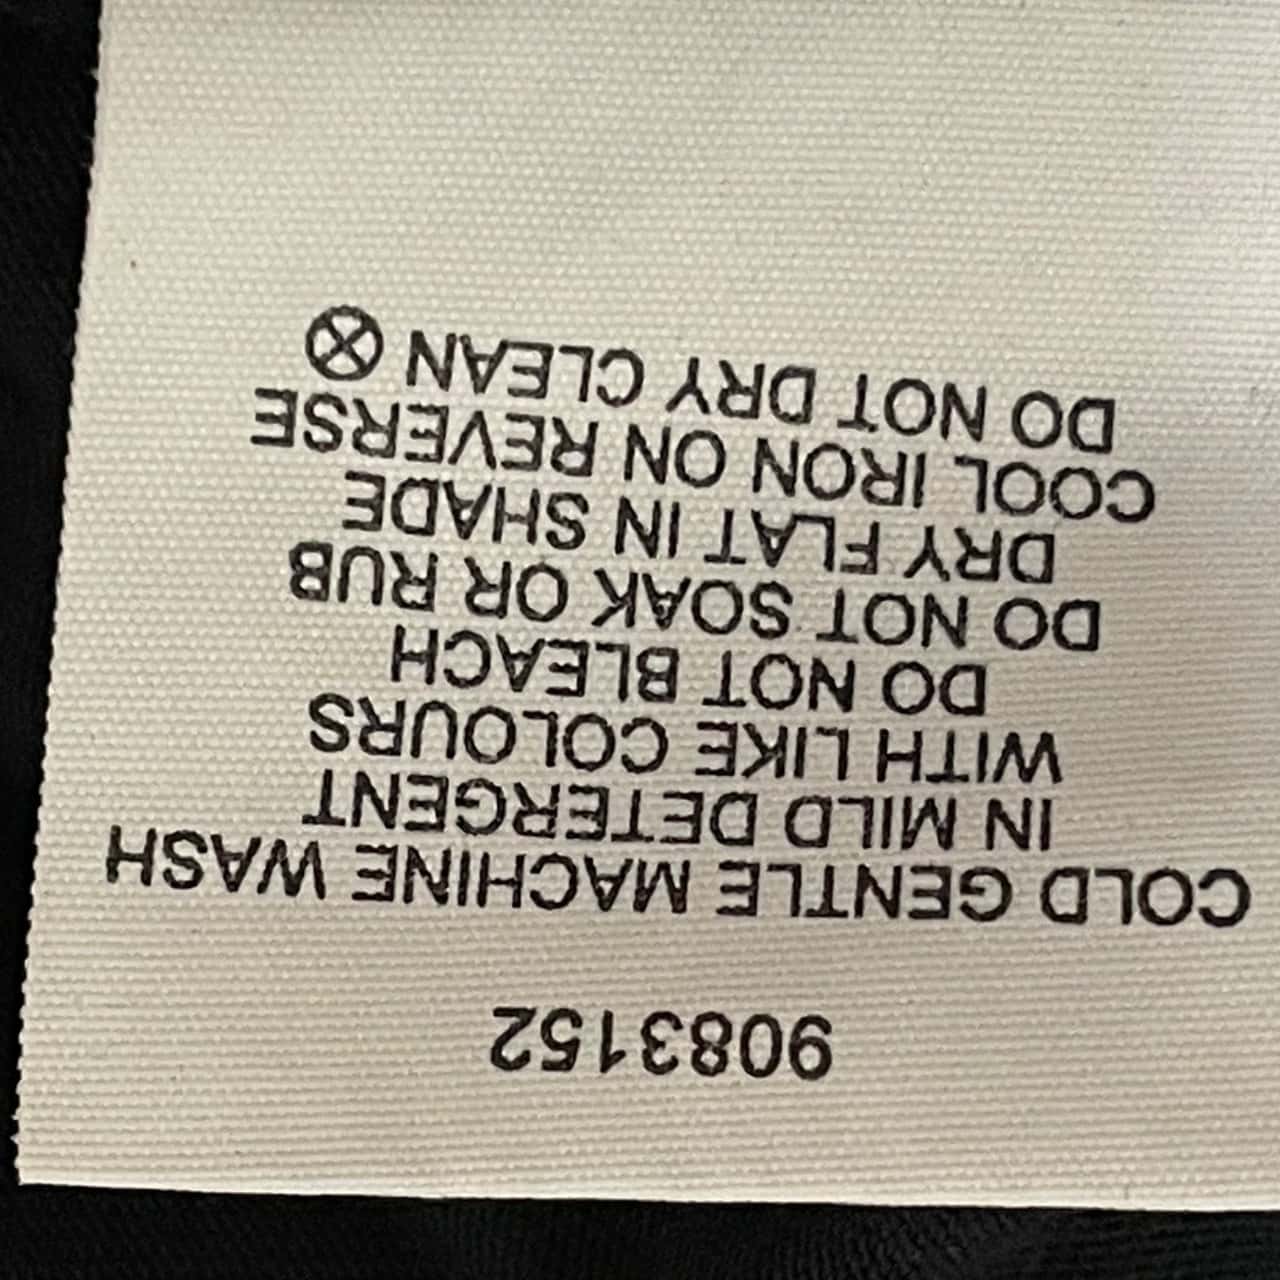 9083152
COLD GENTLE MACHINE WASH
IN MILD DETERGENT
WITH LIKE COLOURS
DO NOT BLEACH
DO NOT SOAK OR RUB
DRY FLAT IN SHADE
COOL IRON ON REVERSE
DO NOT DRY CLEAN